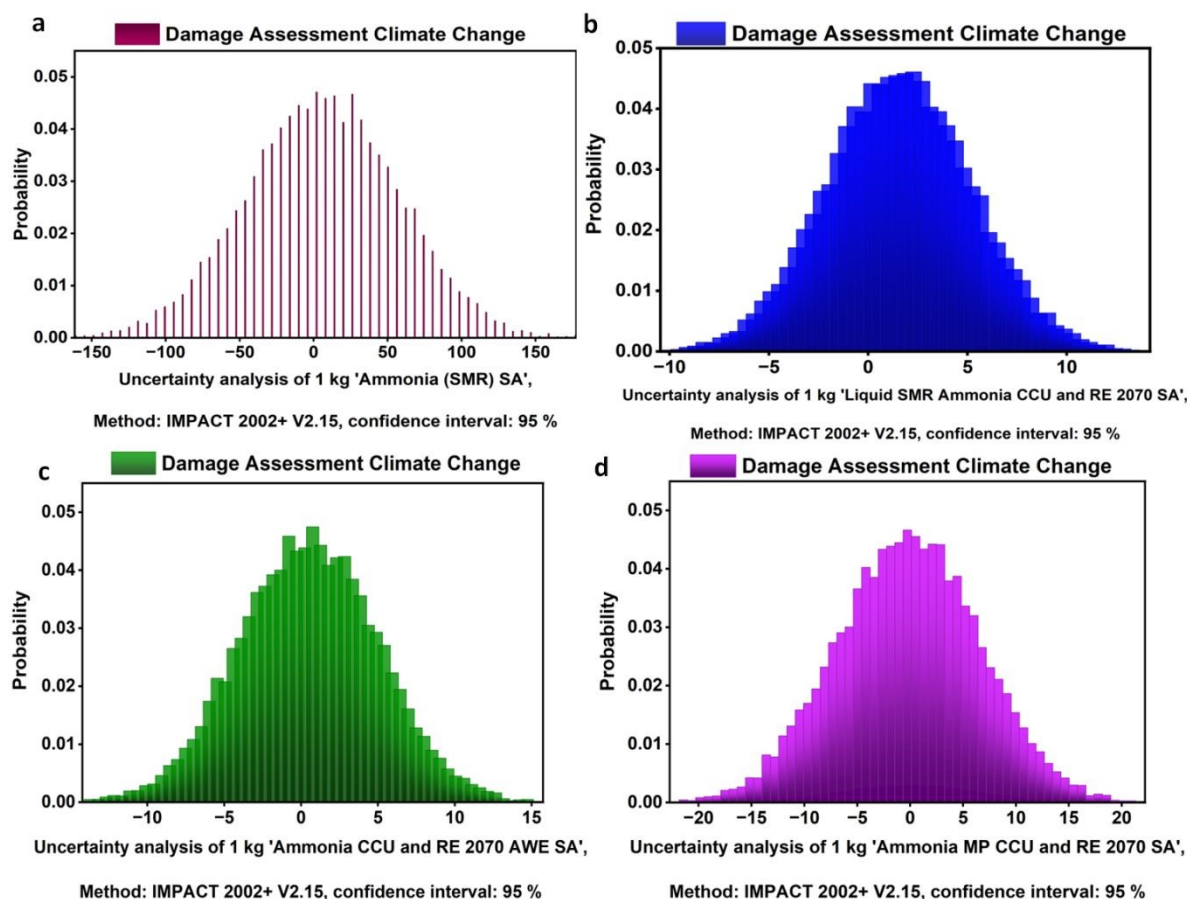 a
Damage Assessment Climate Change
Probability
0.05
0.04
0.03
0.02
0.01
0.00
−150 −100 −50 0 50 100 150
Uncertainty analysis of 1 kg 'Ammonia (SMR) SA',
Method: IMPACT 2002+ V2.15, confidence interval: 95 %
b
Damage Assessment Climate Change
Probability
0.05
0.04
0.03
0.02
0.01
0.00
−10 −5 0 5 10
Uncertainty analysis of 1 kg 'Liquid SMR Ammonia CCU and RE 2070 SA',
Method: IMPACT 2002+ V2.15, confidence interval: 95 %
c
Damage Assessment Climate Change
Probability
0.05
0.04
0.03
0.02
0.01
0.00
−10 −5 0 5 10 15
Uncertainty analysis of 1 kg 'Ammonia CCU and RE 2070 AWE SA',
Method: IMPACT 2002+ V2.15, confidence interval: 95 %
d
Damage Assessment Climate Change
Probability
0.05
0.04
0.03
0.02
0.01
0.00
−20 −15 −10 −5 0 5 10 15 20
Uncertainty analysis of 1 kg 'Ammonia MP CCU and RE 2070 SA',
Method: IMPACT 2002+ V2.15, confidence interval: 95 %